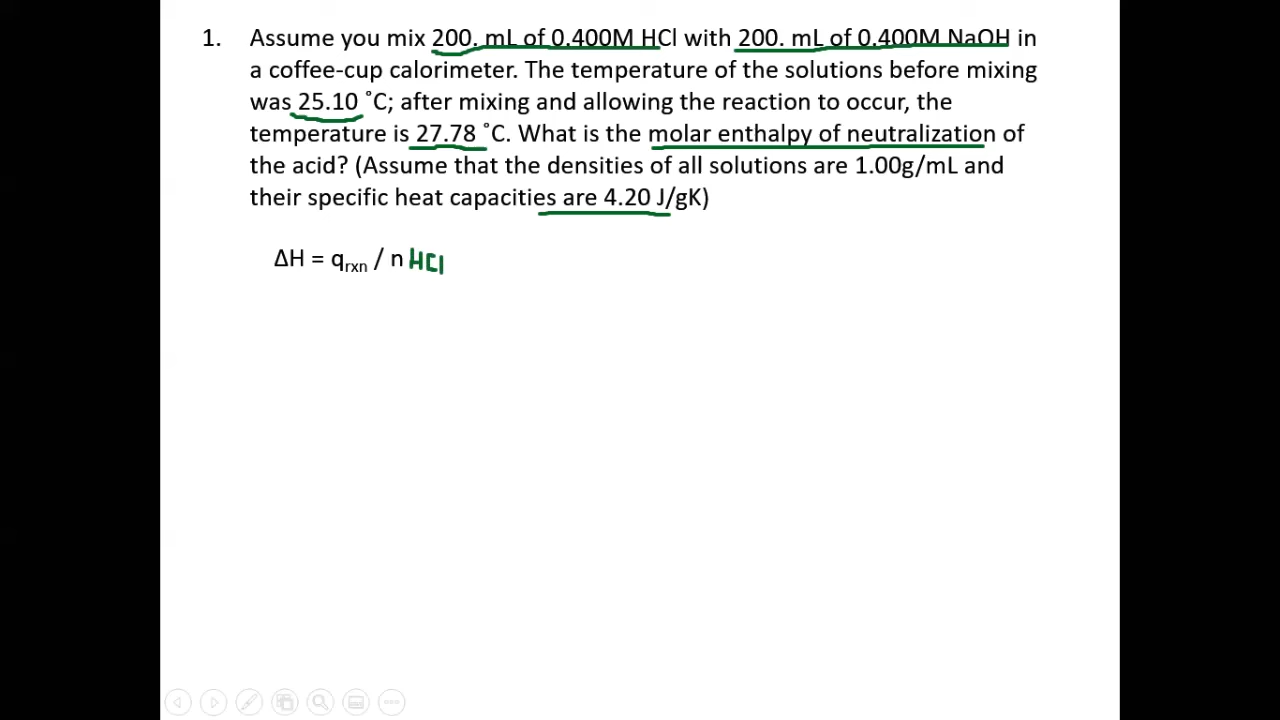 1. Assume you mix 200. mL of 0.400M HCl with 200. mL of 0.400M NaOH in
a coffee-cup calorimeter. The temperature of the solutions before mixing
was 25.10 ˚C; after mixing and allowing the reaction to occur, the
temperature is 27.78 ˚C. What is the molar enthalpy of neutralization of
the acid? (Assume that the densities of all solutions are 1.00g/mL and
their specific heat capacities are 4.20 J/gK)
ΔH = qrxn / n HCl